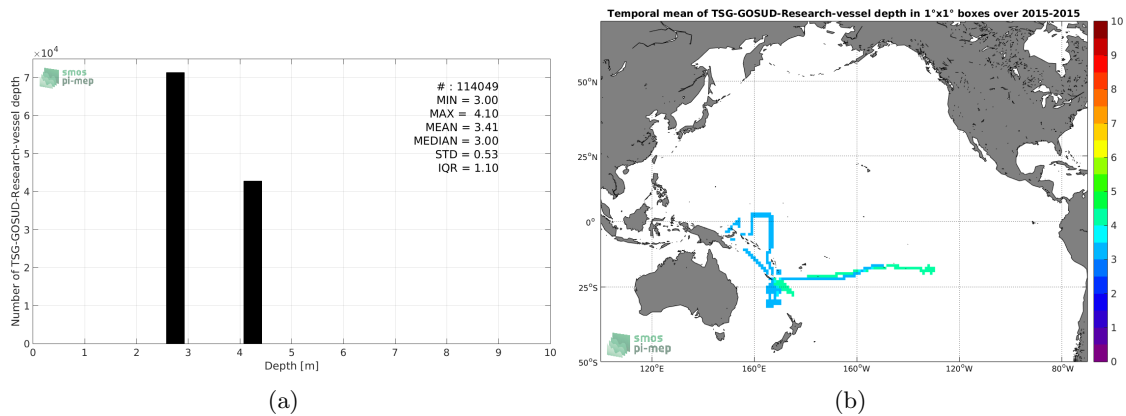 ×10⁴
smos
pi-mep
# : 114049
MIN = 3.00
MAX = 4.10
MEAN = 3.41
MEDIAN = 3.00
STD = 0.53
IQR = 1.10
Number of TSG-GOSUD-Research-vessel depth
7
6
5
4
3
2
1
0
0 1 2 3 4 5 6 7 8 9 10
Depth [m]
(a)
Temporal mean of TSG-GOSUD-Research-vessel depth in 1°x1° boxes over 2015-2015
50°N
25°N
0°
25°S
50°S
120°E 160°E 160°W 120°W 80°W
smos
pi-mep
10
9
8
7
6
5
4
3
2
1
0
(b)